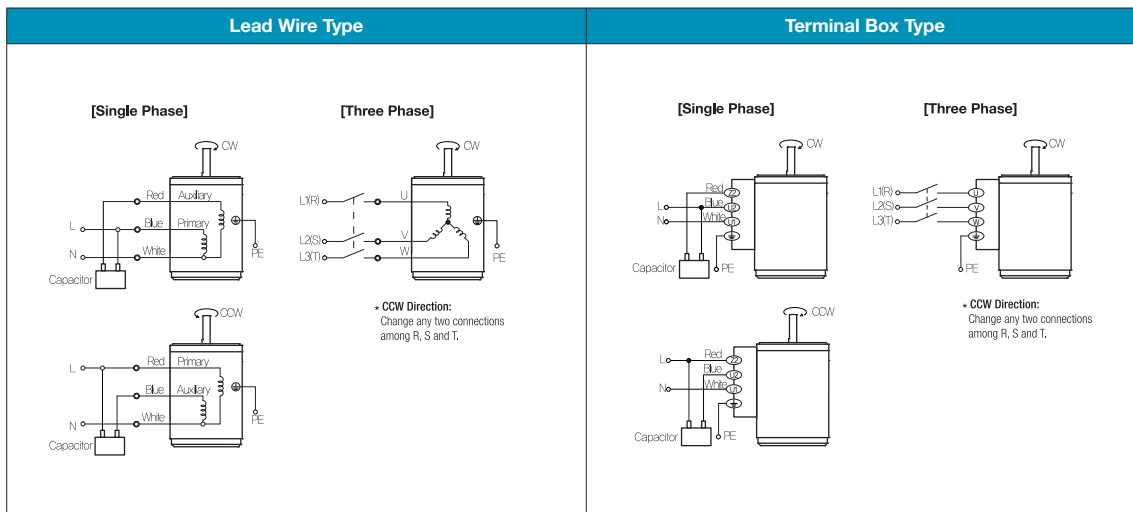 Lead Wire Type
Terminal Box Type
[Single Phase]
[Three Phase]
[Single Phase]
[Three Phase]
CW
Red Auxiliary
L Blue Primary
N White
PE
Capacitor
CW
L1(R) U
L2(S) V
L3(T) W
PE
* CCW Direction:
Change any two connections
among R, S and T.
CCW
L Red Primary
Blue Auxiliary
N White
PE
Capacitor
CW
Red Z2
L Blue U2
N White U1
Capacitor PE
CW
L1(R) U
L2(S) V
L3(T) W
PE
* CCW Direction:
Change any two connections
among R, S and T.
CCW
L Red Z2
Blue U2
N White U1
Capacitor PE